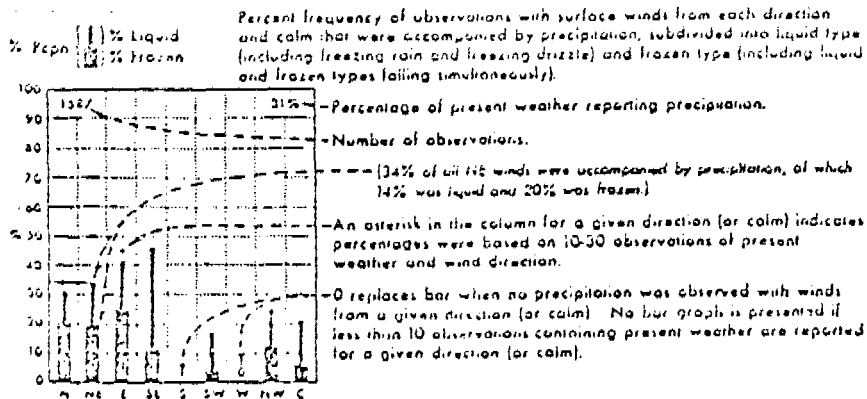 Percent frequency of observations with surface winds from each direction
and calm that were accompanied by precipitation, subdivided into liquid type
(including freezing rain and freezing drizzle) and frozen type (including liquid
and frozen types falling simultaneously).
% Pcpn % Liquid
% Frozen
31% Percentage of present weather reporting precipitation.
Number of observations.
(34% of all NE winds were accompanied by precipitation, of which
14% was liquid and 20% was frozen.)
An asterisk in the column for a given direction (or calm) indicates
percentages were based on 10-30 observations of present
weather and wind direction.
0 replaces bar when no precipitation was observed with winds
from a given direction (or calm). No bar graph is presented if
less than 10 observations containing present weather are reported
for a given direction (or calm).
100
90
80
70
60
50
40
30
20
10
0
%
N NE E SE S SW W NW C